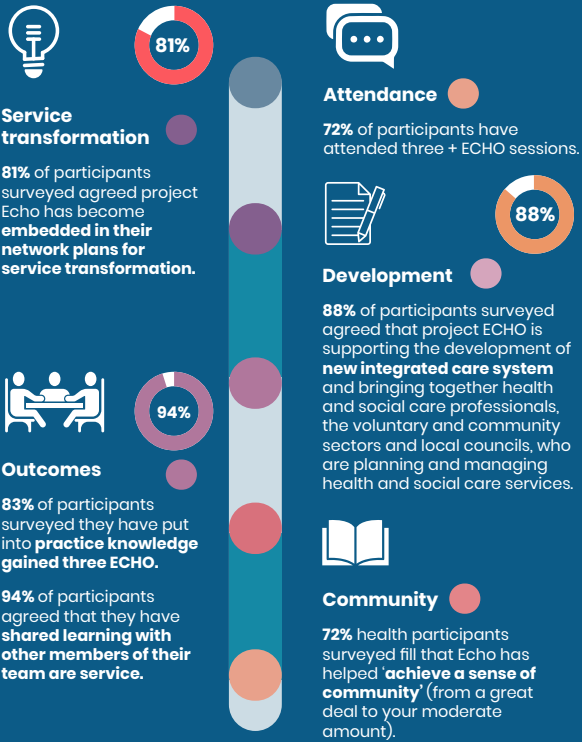 81%
Service
transformation
81% of participants
surveyed agreed project
Echo has become
embedded in their
network plans for
service transformation.
94%
Outcomes
83% of participants
surveyed they have put
into practice knowledge
gained three ECHO.
94% of participants
agreed that they have
shared learning with
other members of their
team are service.
Attendance
72% of participants have
attended three + ECHO sessions.
88%
Development
88% of participants surveyed
agreed that project ECHO is
supporting the development of
new integrated care system
and bringing together health
and social care professionals,
the voluntary and community
sectors and local councils, who
are planning and managing
health and social care services.
Community
72% health participants
surveyed fill that Echo has
helped ‘achieve a sense of
community’ (from a great
deal to your moderate
amount).